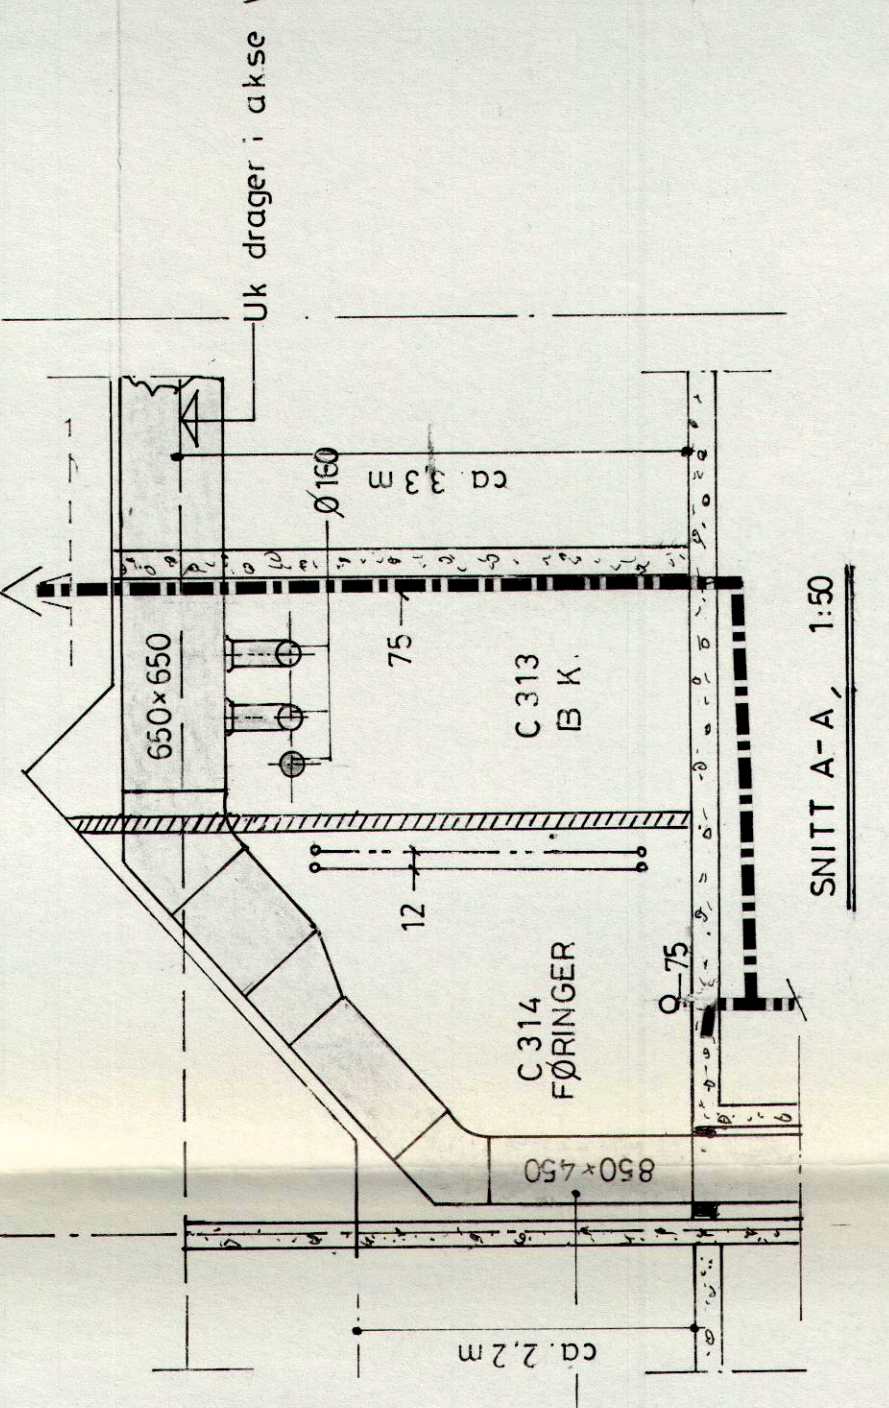 Uk drager i akse V
650×650
Ø160
ca. 3 3 m
75
C 313
B K.
12
C 314
FØRINGER
75
850×450
ca. 2,2 m
SNITT A-A, 1:50